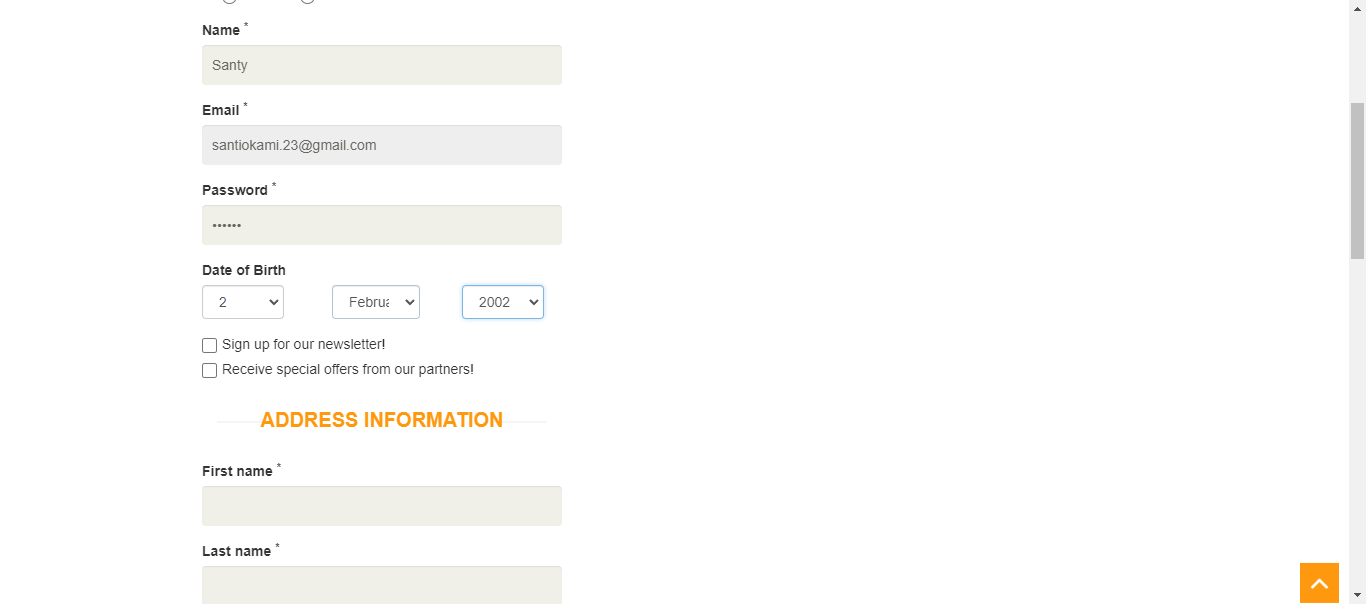 Name *
Santy
Email *
santiokami.23@gmail.com
Password *
••••••
Date of Birth
2 Februa 2002
Sign up for our newsletter!
Receive special offers from our partners!
ADDRESS INFORMATION
First name *
Last name *